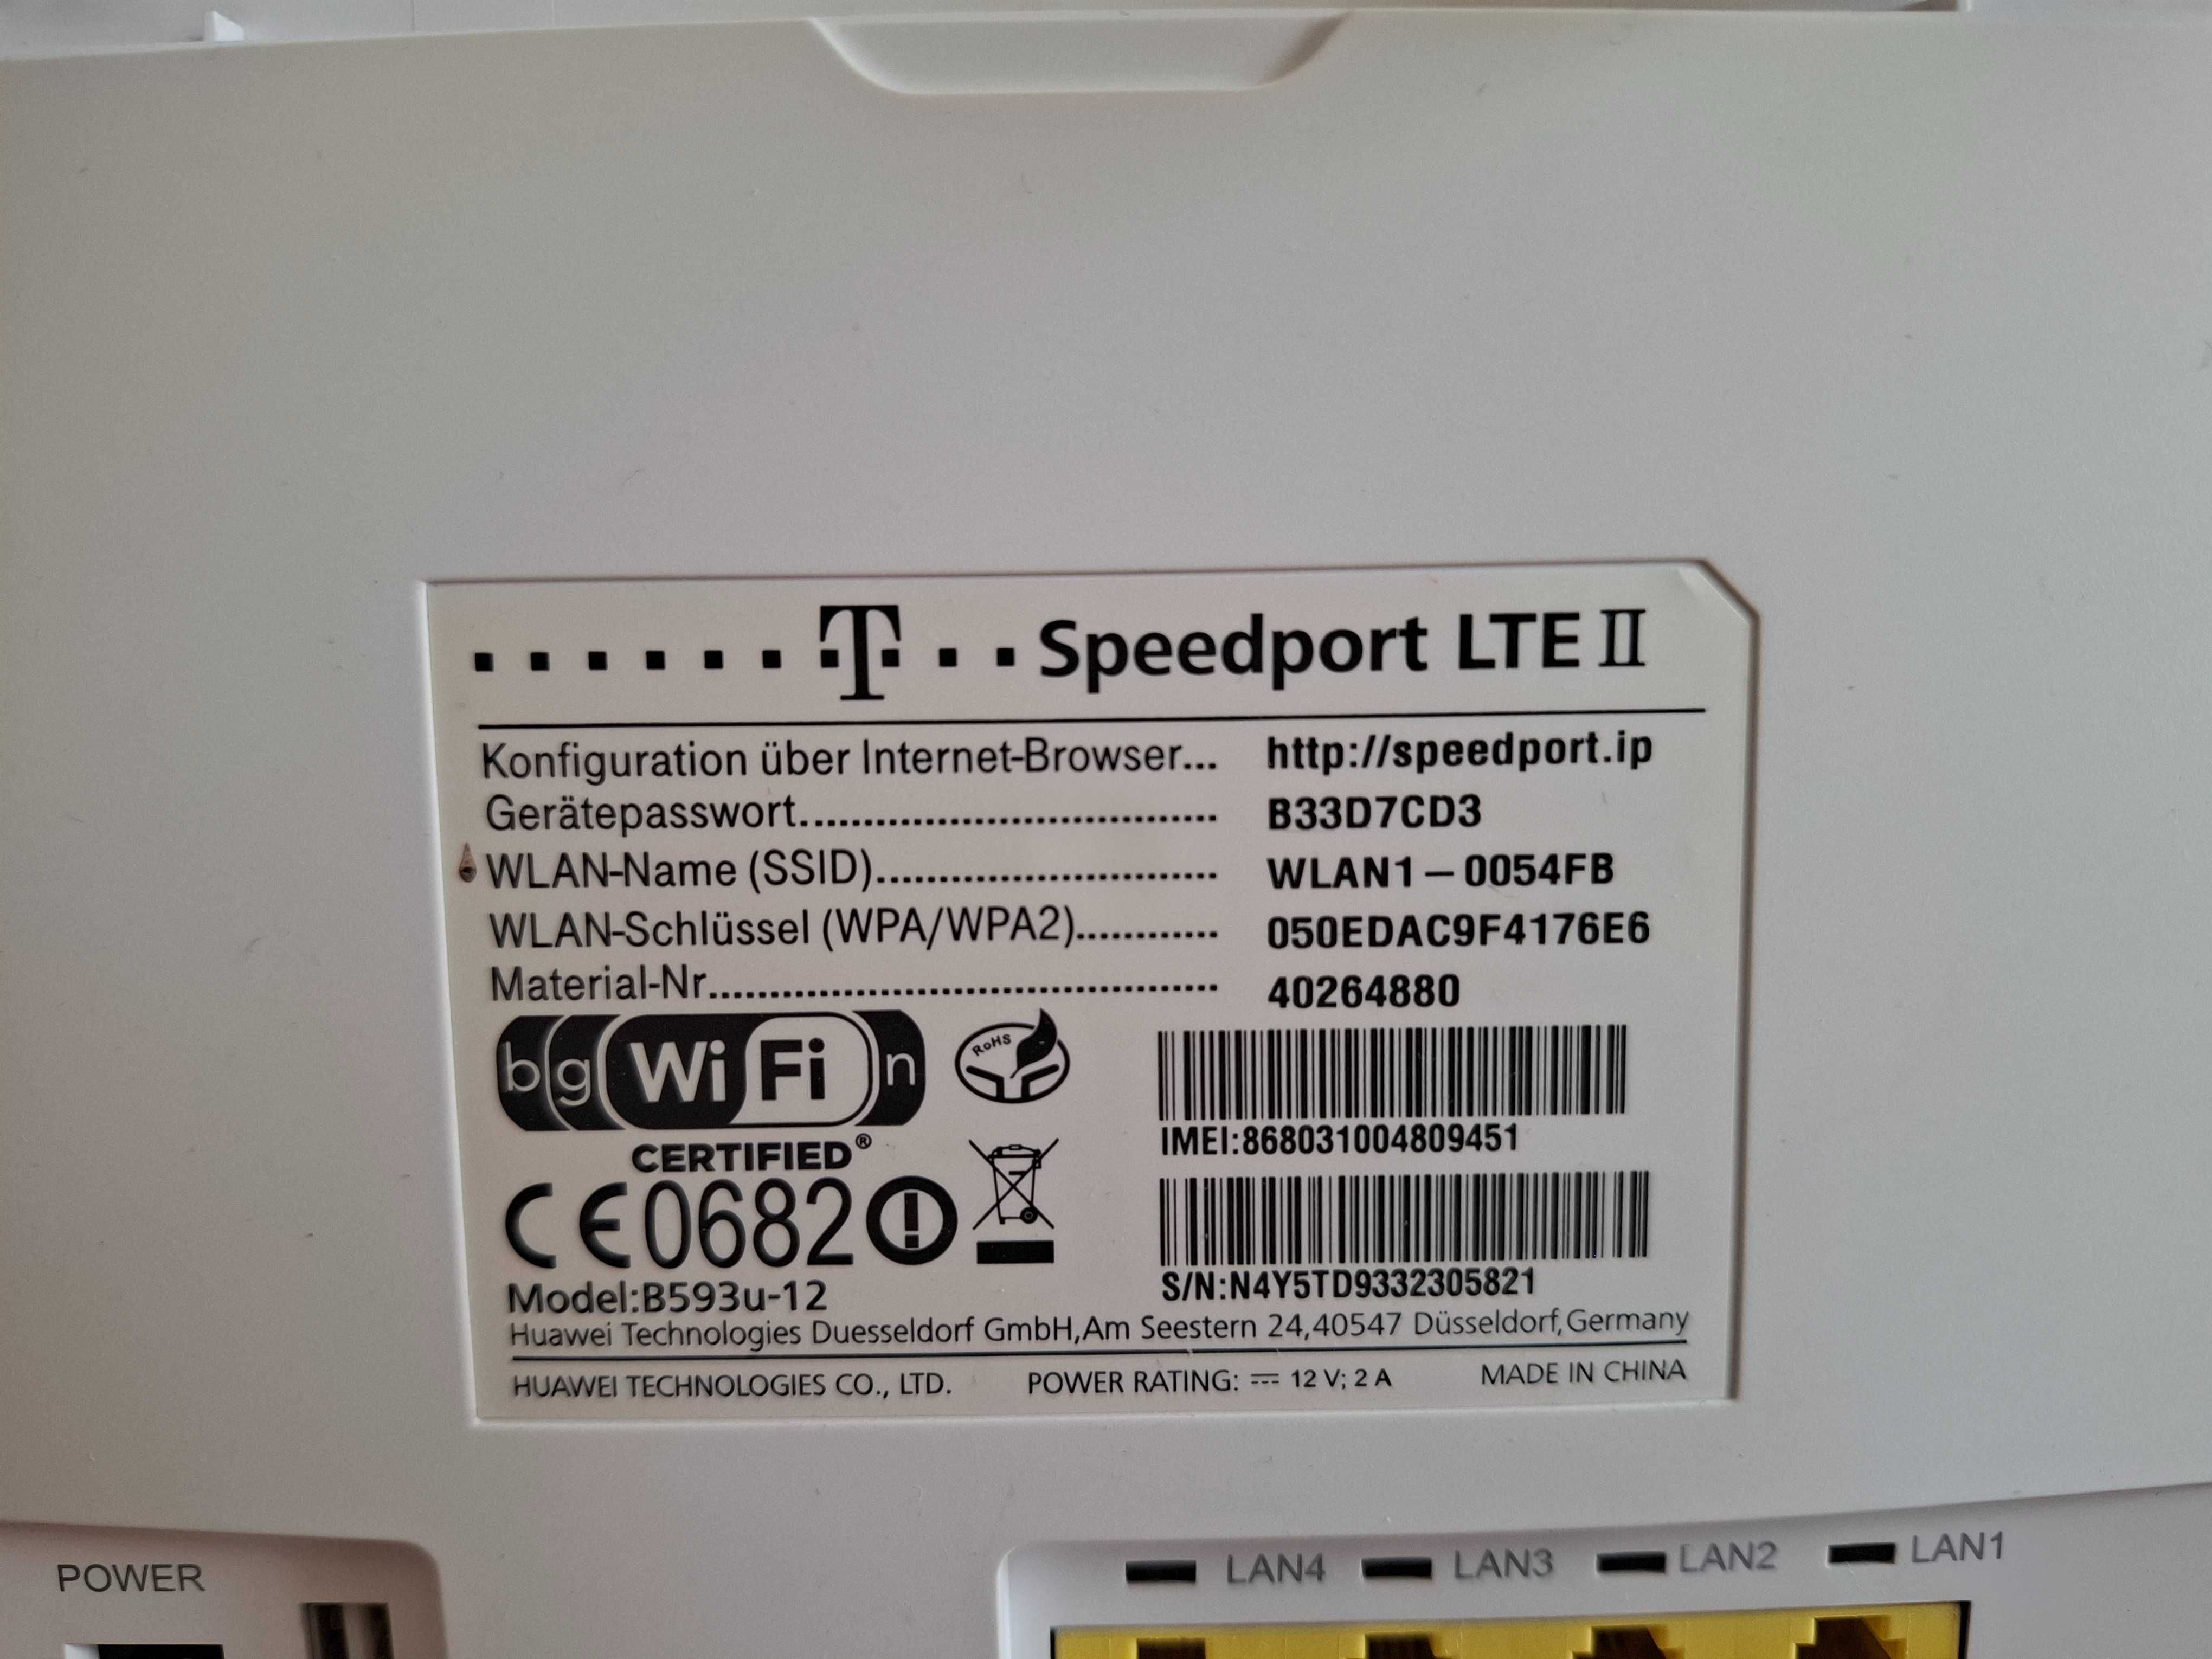 T Speedport LTE II
Konfiguration über Internet-Browser... http://speedport.ip
Gerätepasswort.................................. B33D7CD3
WLAN-Name (SSID)............................ WLAN1-0054FB
WLAN-Schlüssel (WPA/WPA2)............ 050EDAC9F4176E6
Material-Nr......................................... 40264880
b g WiFi n
RoHS
CERTIFIED®
IMEI:868031004809451
CE0682
S/N:N4Y5TD9332305821
Model:B593u-12
Huawei Technologies Duesseldorf GmbH,Am Seestern 24,40547 Düsseldorf,Germany
HUAWEI TECHNOLOGIES CO., LTD. POWER RATING: ⎓ 12 V; 2 A MADE IN CHINA
POWER
LAN4 LAN3 LAN2 LAN1